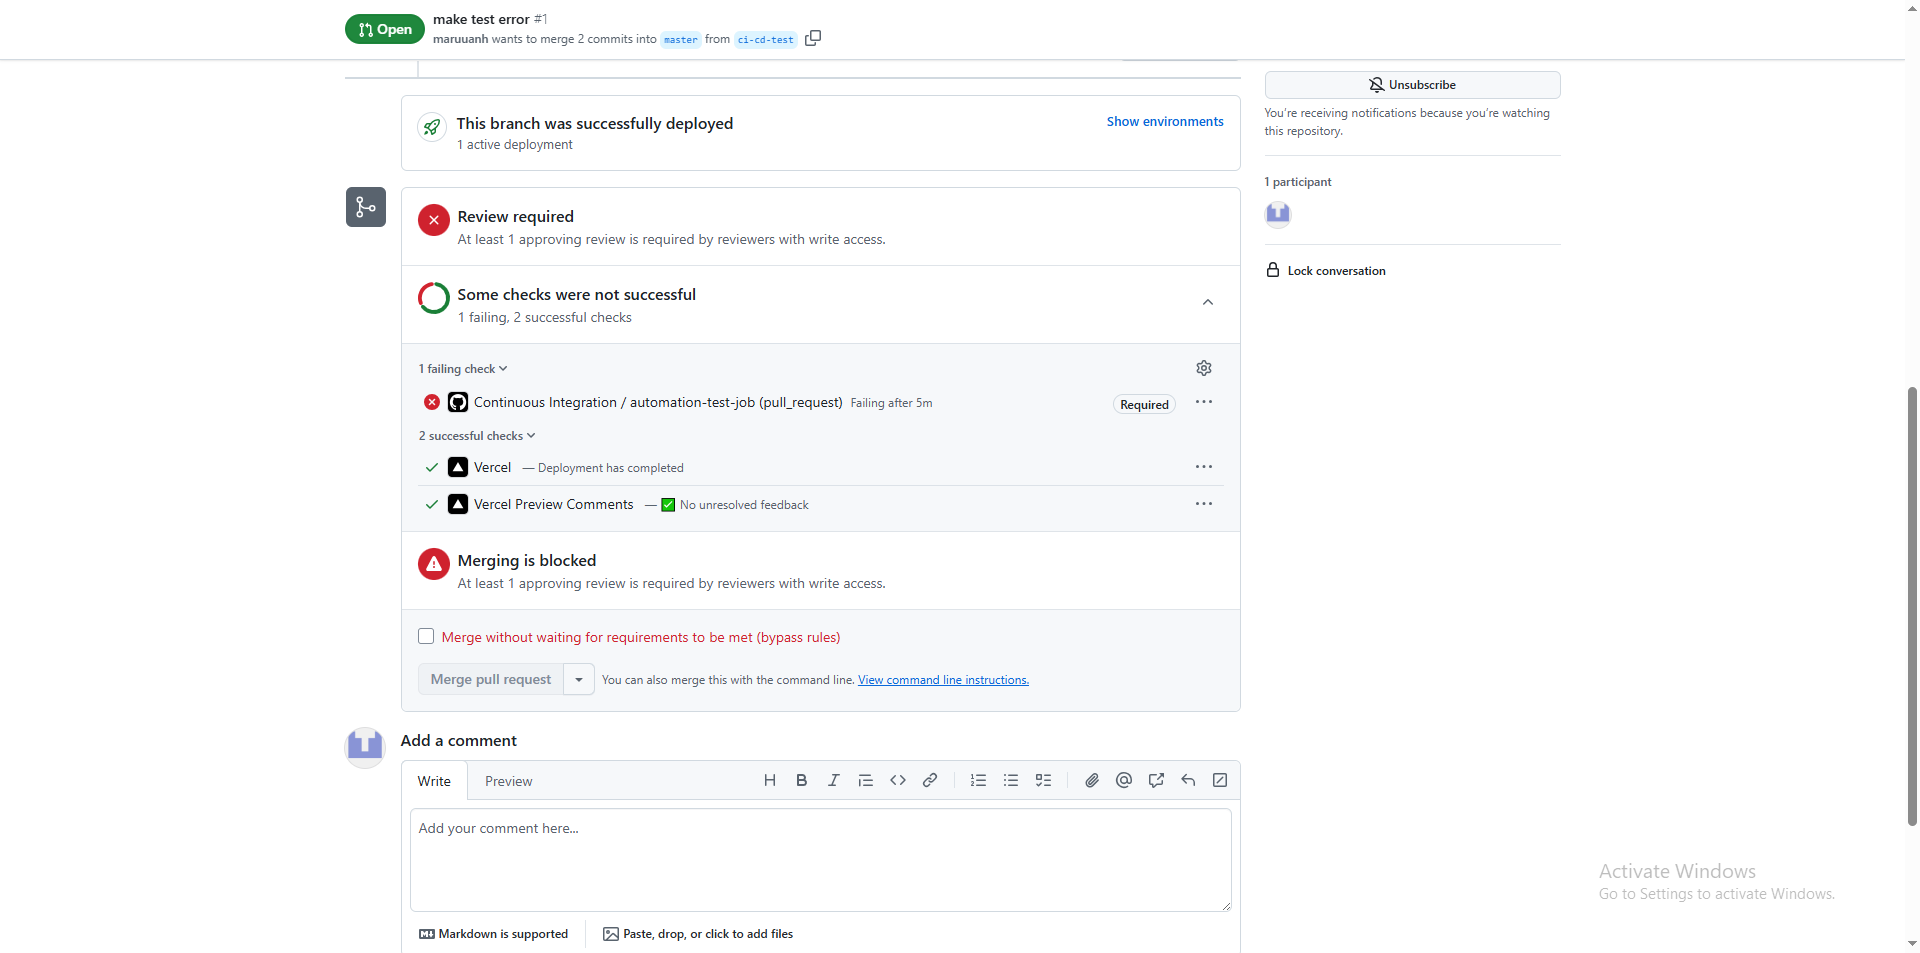 Open
make test error #1
maruuanh wants to merge 2 commits into master from ci-cd-test
This branch was successfully deployed
1 active deployment
Show environments
Review required
At least 1 approving review is required by reviewers with write access.
Some checks were not successful
1 failing, 2 successful checks
1 failing check
Continuous Integration / automation-test-job (pull_request) Failing after 5m
Required
2 successful checks
Vercel — Deployment has completed
Vercel Preview Comments — ✅ No unresolved feedback
Merging is blocked
At least 1 approving review is required by reviewers with write access.
Merge without waiting for requirements to be met (bypass rules)
Merge pull request
You can also merge this with the command line. View command line instructions.
Add a comment
Write
Preview
Add your comment here...
Markdown is supported
Paste, drop, or click to add files
Unsubscribe
You're receiving notifications because you're watching
this repository.
1 participant
Lock conversation
Activate Windows
Go to Settings to activate Windows.